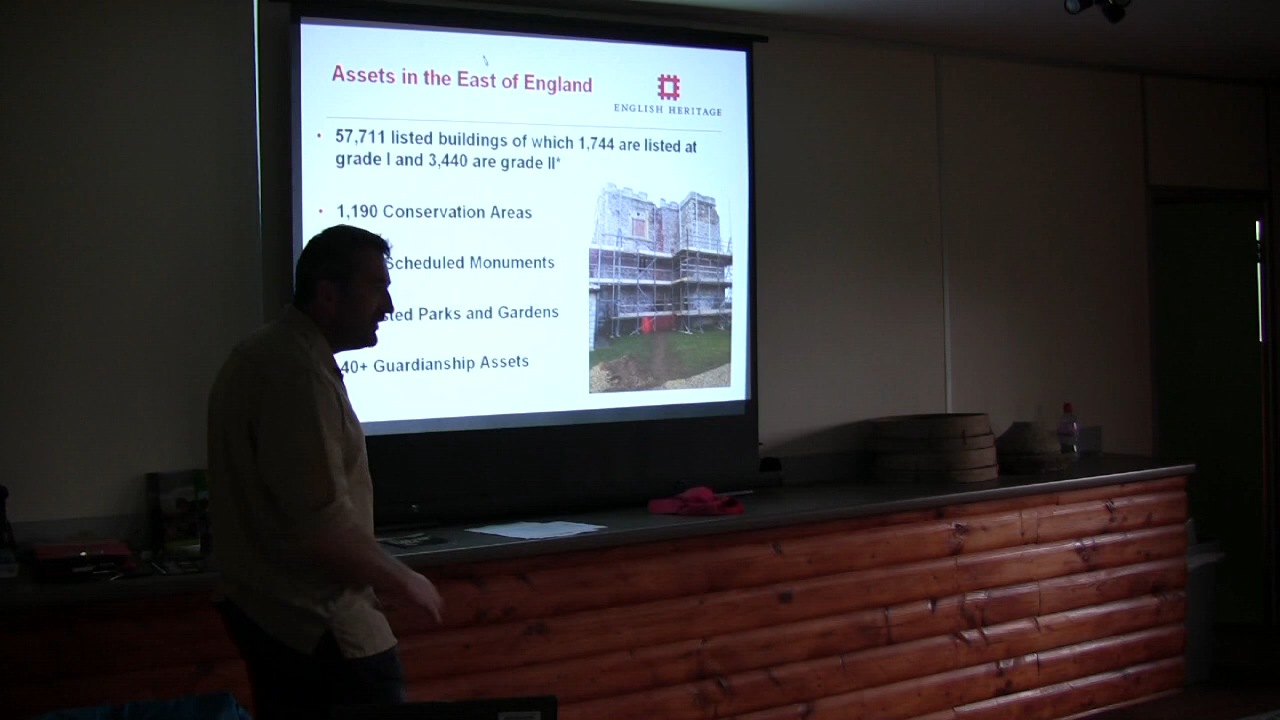 Assets in the East of England
ENGLISH HERITAGE
• 57,711 listed buildings of which 1,744 are listed at
grade I and 3,440 are grade II*
• 1,190 Conservation Areas
Scheduled Monuments
Parks and Gardens
40+ Guardianship Assets